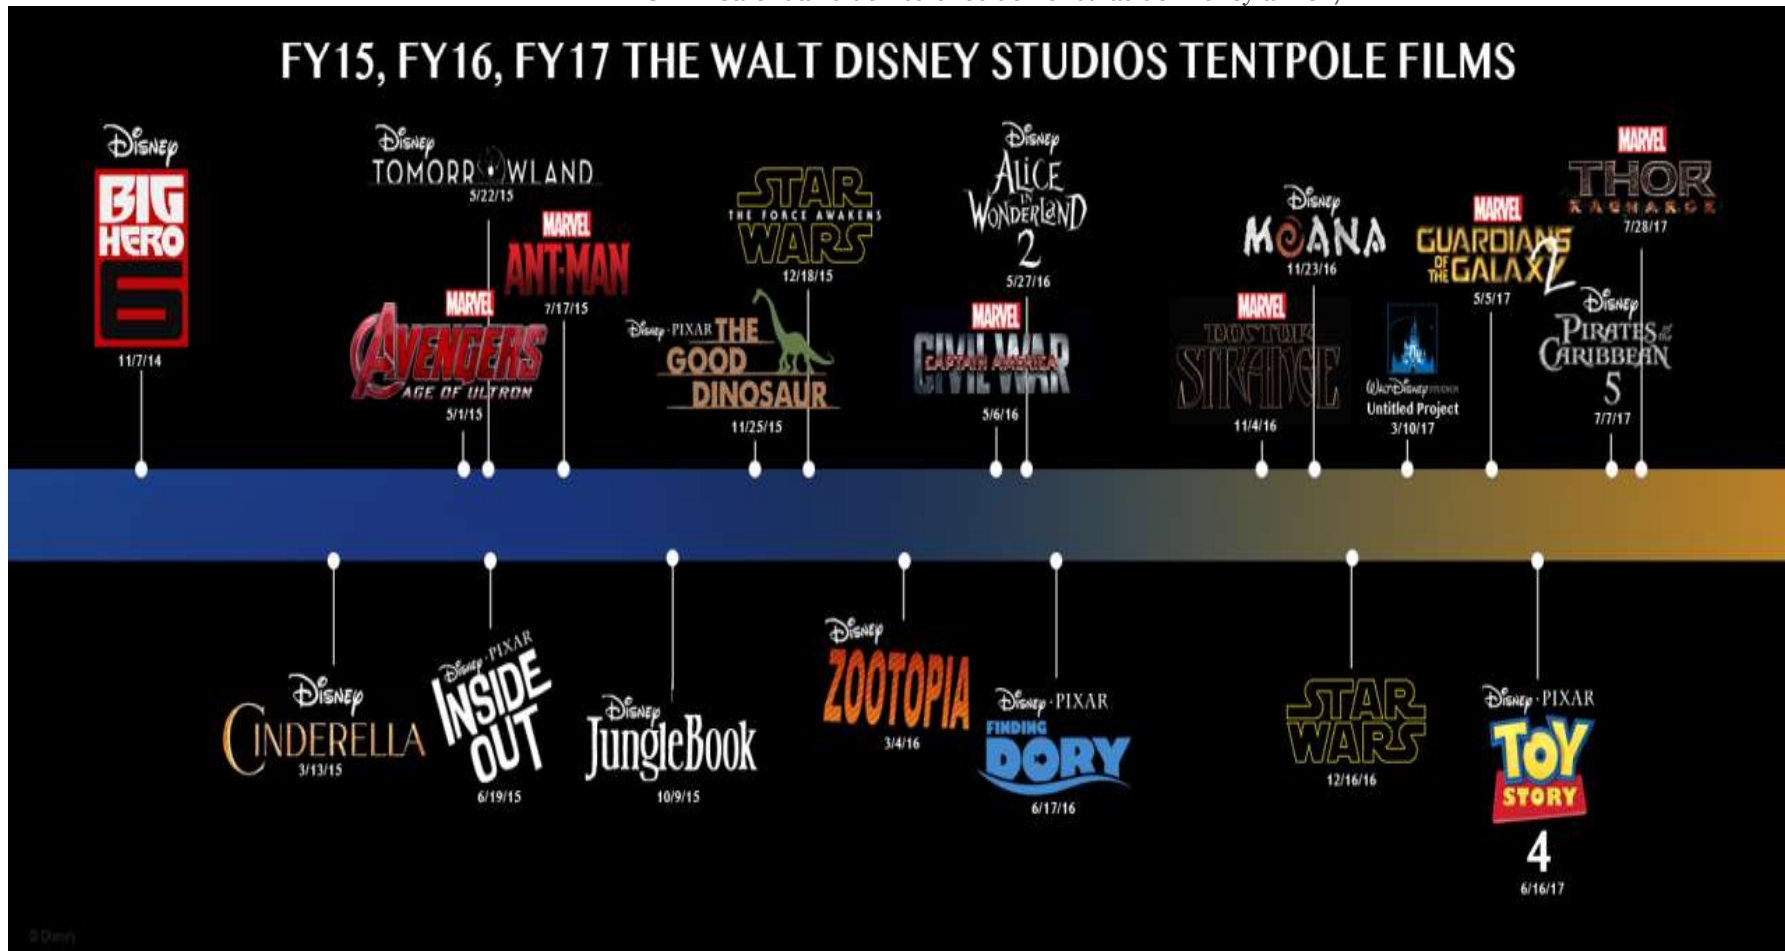 FY15, FY16, FY17 THE WALT DISNEY STUDIOS TENTPOLE FILMS
Disney
BIG
HERO
6
11/7/14
Disney
TOMORROWLAND
5/22/15
MARVEL
ANT-MAN
7/17/15
MARVEL
AVENGERS
AGE OF ULTRON
5/1/15
Disney·PIXAR THE
GOOD
DINOSAUR
11/25/15
STAR
THE FORCE AWAKENS
WARS
12/18/15
Disney
ALICE
IN
WONDERLAND
2
5/27/16
MARVEL
CIVIL WAR
CAPTAIN AMERICA
5/6/16
MARVEL
DOCTOR
STRANGE
11/4/16
Disney
MOANA
11/23/16
WALT DISNEY STUDIOS
Untitled Project
3/10/17
MARVEL
GUARDIANS
OF
THE GALAXY 2
5/5/17
Disney
PIRATES of the
CARIBBEAN
5
7/7/17
MARVEL
THOR
RAGNAROK
7/28/17
Disney
CINDERELLA
3/13/15
Disney·PIXAR
INSIDE
OUT
6/19/15
Disney
JungleBook
10/9/15
Disney
ZOOTOPIA
3/4/16
Disney·PIXAR
FINDING
DORY
6/17/16
STAR
WARS
12/16/16
Disney·PIXAR
TOY
STORY
4
6/16/17
© Disney